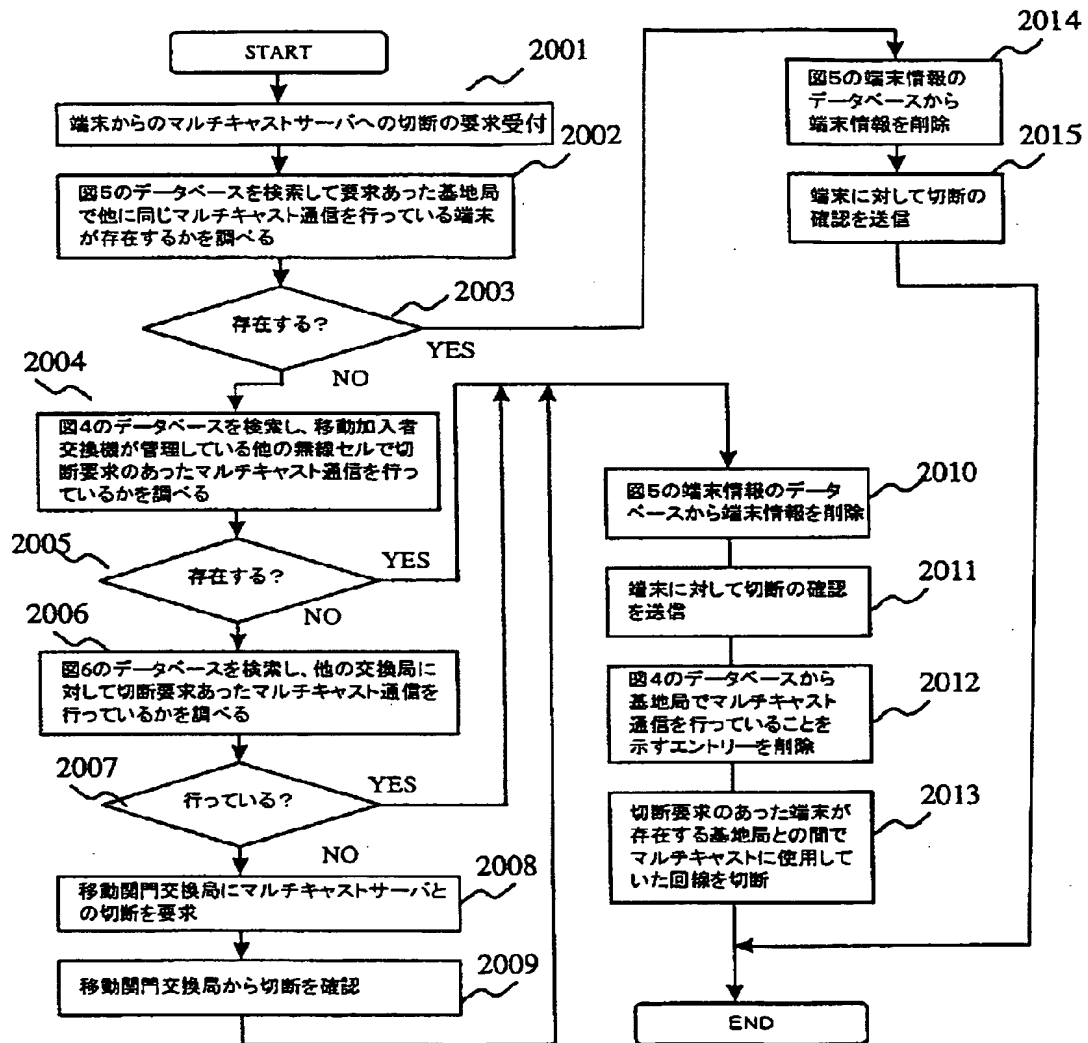 START
2001
端末からのマルチキャストサーバへの切断の要求受付
2002
図5のデータベースを検索して要求あった基地局
で他に同じマルチキャスト通信を行っている端末
が存在するかを調べる
2003
存在する?
YES
NO
2004
図4のデータベースを検索し、移動加入者
交換機が管理している他の無線セルで切
断要求のあったマルチキャスト通信を行っ
ているかを調べる
2005
存在する?
YES
NO
2006
図6のデータベースを検索し、他の交換局に
対して切断要求あったマルチキャスト通信を
行っているかを調べる
2007
行っている?
YES
NO
2008
移動関門交換局にマルチキャストサーバと
の切断を要求
2009
移動関門交換局から切断を確認
2014
図5の端末情報の
データベースから
端末情報を削除
2015
端末に対して切断の
確認を送信
2010
図5の端末情報のデータ
ベースから端末情報を削除
2011
端末に対して切断の確認
を送信
2012
図4のデータベースから
基地局でマルチキャスト
通信を行っていることを
示すエントリーを削除
2013
切断要求のあった端末が
存在する基地局との間で
マルチキャストに使用して
いた回線を切断
END